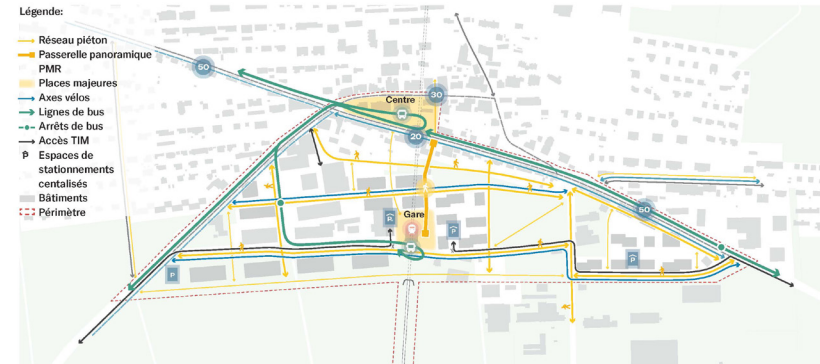 Légende:
Réseau piéton
Passerelle panoramique
PMR
Places majeures
Axes vélos
Lignes de bus
Arrêts de bus
Accès TIM
P Espaces de
stationnements
centalisés
Bâtiments
Périmètre
50
30
Centre
20
50
Gare
P
P
P
P